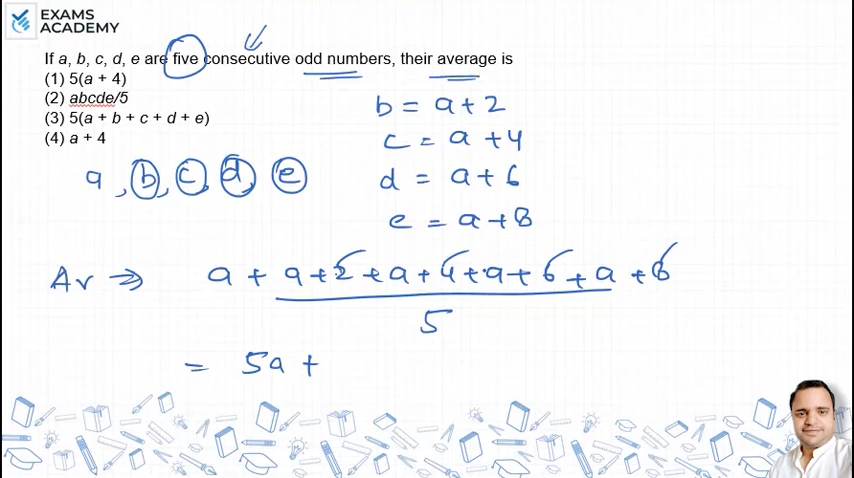 EXAMS
ACADEMY
If a, b, c, d, e are five consecutive odd numbers, their average is
(1) 5(a + 4)
(2) abcde/5
(3) 5(a + b + c + d + e)
(4) a + 4
b = a + 2
c = a + 4
a, b, c, d, e
d = a + 6
e = a + 8
Av ⇒ a + a + 2 + a + 4 + a + 6 + a + 8
5
= 5a +